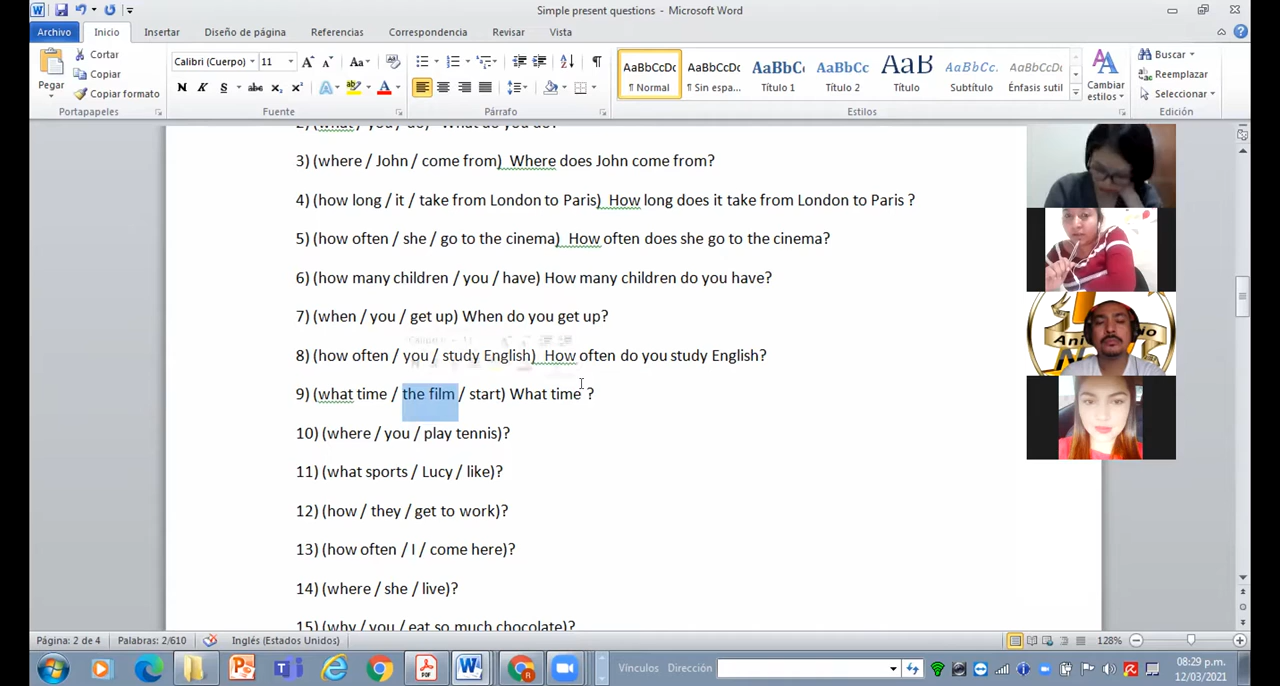 Simple present questions - Microsoft Word
Archivo
Inicio
Insertar
Diseño de página
Referencias
Correspondencia
Revisar
Vista
Pegar
Cortar
Copiar
Copiar formato
Portapapeles
Calibri (Cuerpo)
11
Fuente
Párrafo
AaBbCcDc
¶ Normal
AaBbCcDc
¶ Sin espa...
AaBbC
Título 1
AaBbCc
Título 2
AaB
Título
AaBbCc.
Subtítulo
AaBbCcDc
Énfasis sutil
Estilos
Cambiar estilos
Buscar
Reemplazar
Seleccionar
Edición
2) (what / you / do) What do you do?
3) (where / John / come from) Where does John come from?
4) (how long / it / take from London to Paris) How long does it take from London to Paris ?
5) (how often / she / go to the cinema) How often does she go to the cinema?
6) (how many children / you / have) How many children do you have?
7) (when / you / get up) When do you get up?
8) (how often / you / study English) How often do you study English?
9) (what time / the film / start) What time ?
10) (where / you / play tennis)?
11) (what sports / Lucy / like)?
12) (how / they / get to work)?
13) (how often / I / come here)?
14) (where / she / live)?
15) (why / you / eat so much chocolate)?
Página: 2 de 4
Palabras: 2/610
Inglés (Estados Unidos)
128%
Vínculos
Dirección
08:29 p.m.
12/03/2021